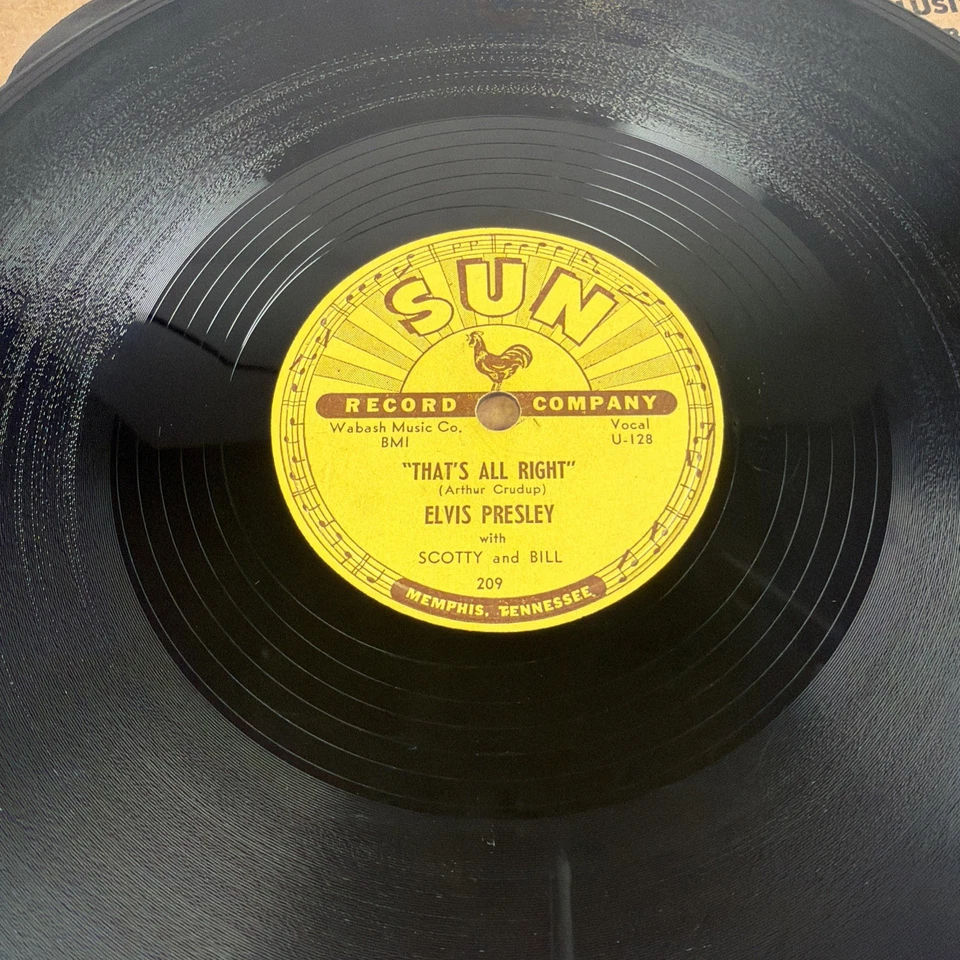 SUN
RECORD COMPANY
Wabash Music Co.
BMI
Vocal
U-128
"THAT'S ALL RIGHT"
(Arthur Crudup)
ELVIS PRESLEY
with
SCOTTY and BILL
209
MEMPHIS, TENNESSEE